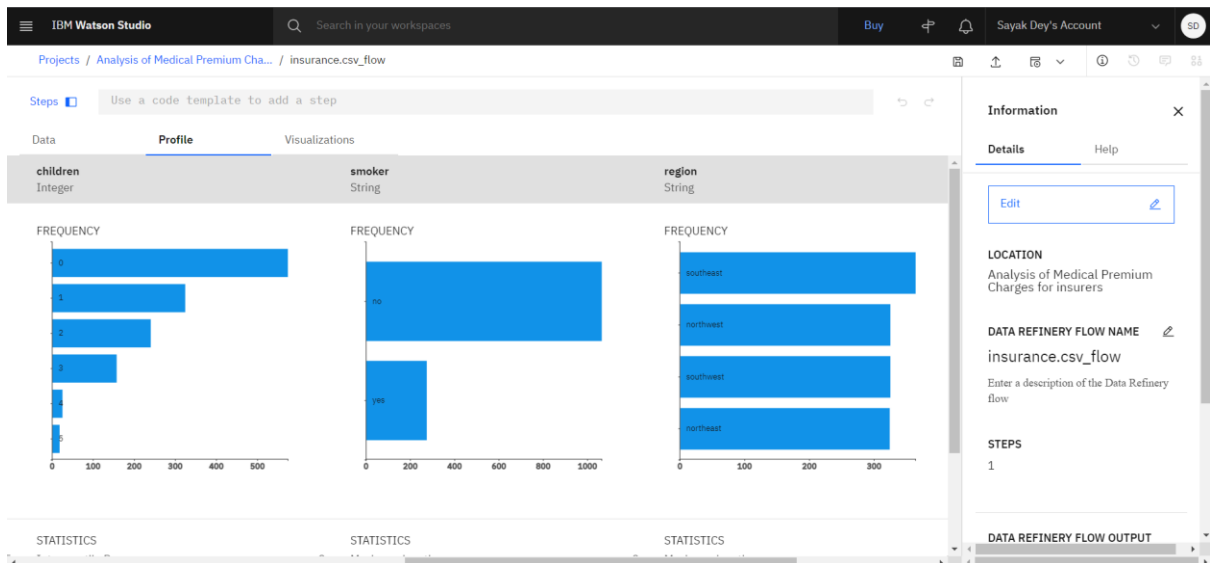 IBM Watson Studio
Search in your workspaces
Buy
Sayak Dey's Account
SD
Projects / Analysis of Medical Premium Cha... / insurance.csv_flow
Steps
Use a code template to add a step
Data
Profile
Visualizations
children
Integer
smoker
String
region
String
FREQUENCY
0
1
2
3
4
5
0 100 200 300 400 500
FREQUENCY
no
yes
0 200 400 600 800 1000
FREQUENCY
southeast
northwest
southwest
northeast
0 100 200 300
STATISTICS
STATISTICS
STATISTICS
Information
Details
Help
Edit
LOCATION
Analysis of Medical Premium
Charges for insurers
DATA REFINERY FLOW NAME
insurance.csv_flow
Enter a description of the Data Refinery
flow
STEPS
1
DATA REFINERY FLOW OUTPUT